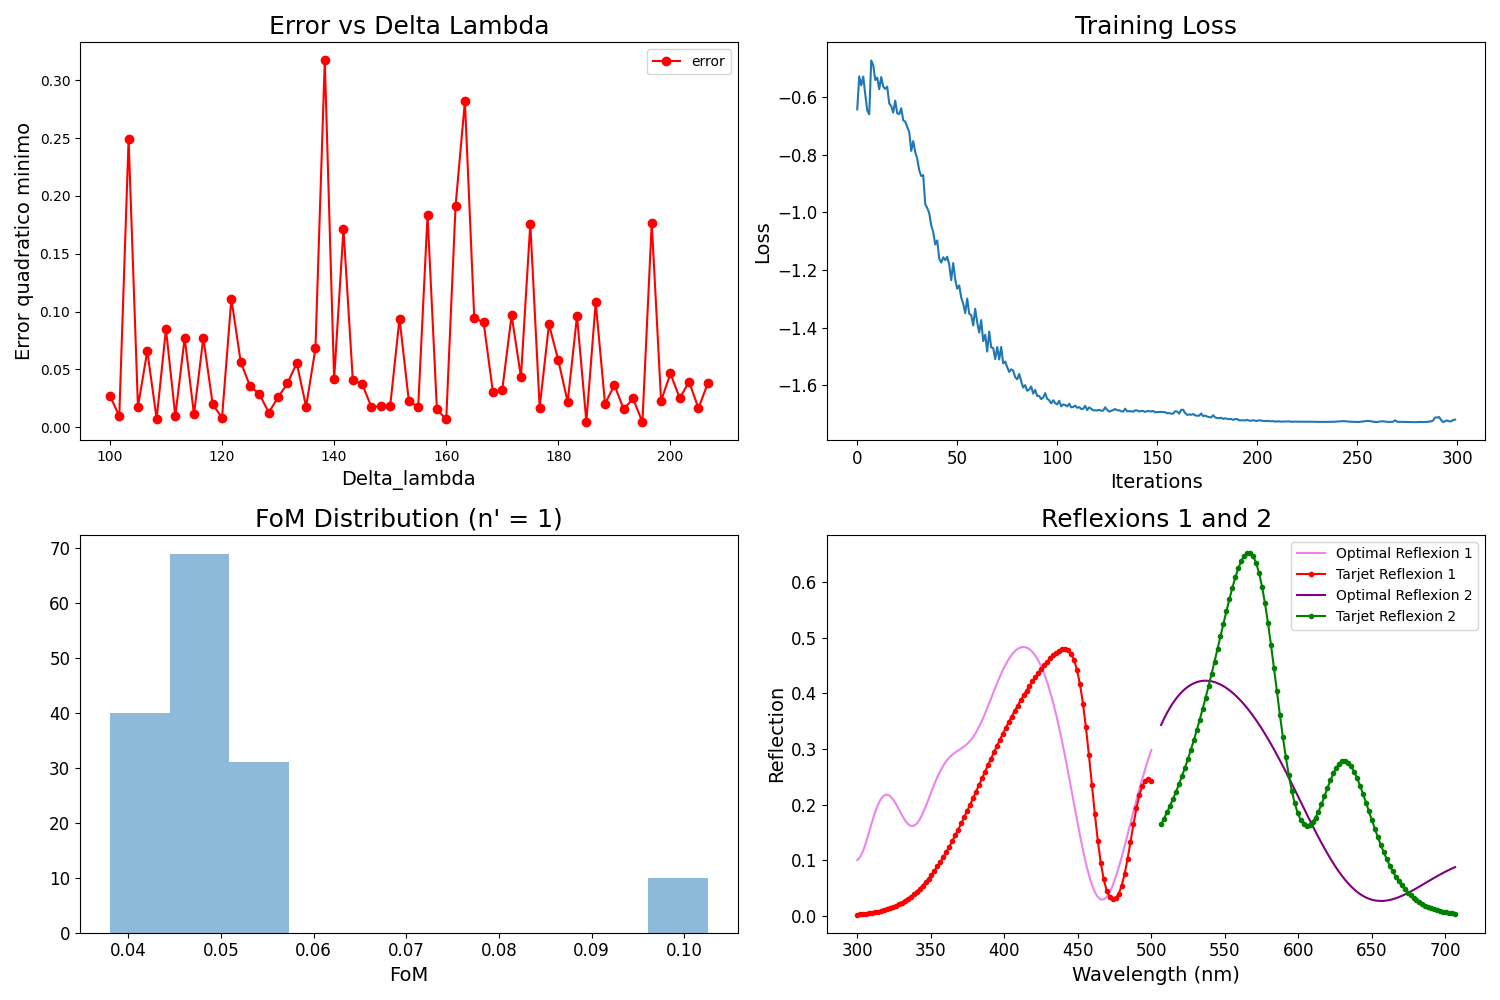 Error vs Delta Lambda
error
Error quadratico minimo
0.30
0.25
0.20
0.15
0.10
0.05
0.00
100 120 140 160 180 200
Delta_lambda
Training Loss
Loss
−0.6
−0.8
−1.0
−1.2
−1.4
−1.6
0 50 100 150 200 250 300
Iterations
FoM Distribution (n' = 1)
70
60
50
40
30
20
10
0
0.04 0.05 0.06 0.07 0.08 0.09 0.10
FoM
Reflexions 1 and 2
Optimal Reflexion 1
Tarjet Reflexion 1
Optimal Reflexion 2
Tarjet Reflexion 2
Reflection
0.6
0.5
0.4
0.3
0.2
0.1
0.0
300 350 400 450 500 550 600 650 700
Wavelength (nm)